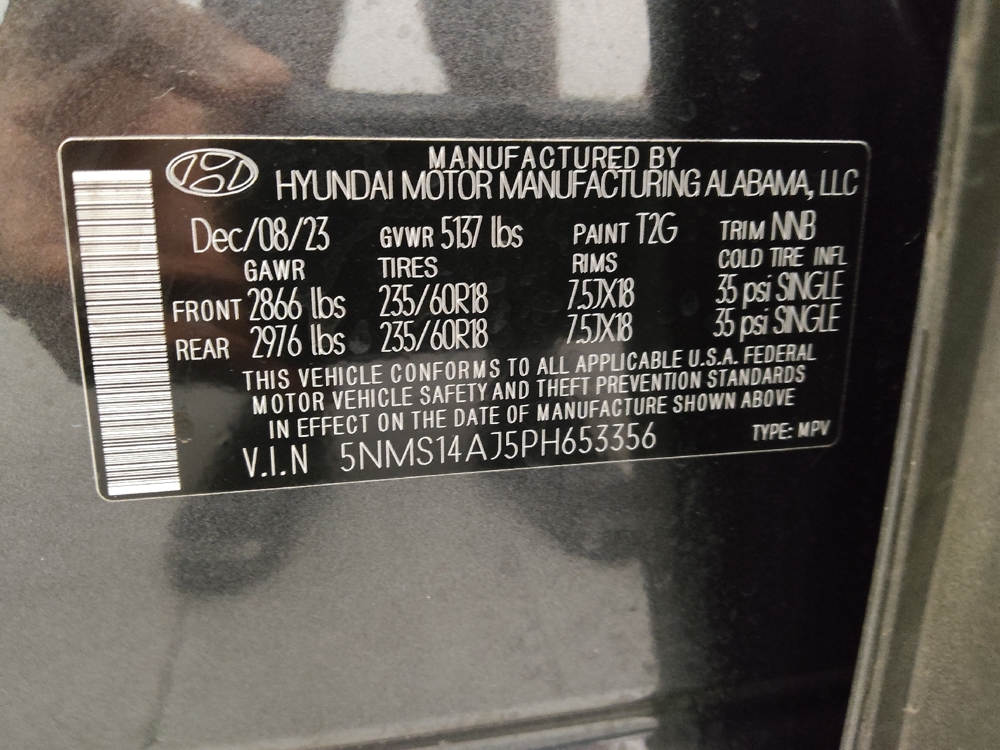 MANUFACTURED BY
HYUNDAI MOTOR MANUFACTURING ALABAMA, LLC
Dec/08/23 GVWR 5137 lbs PAINT T2G TRIM NNB
GAWR TIRES RIMS COLD TIRE INFL
FRONT 2866 lbs 235/60R18 7.5JX18 35 psi SINGLE
REAR 2976 lbs 235/60R18 7.5JX18 35 psi SINGLE
THIS VEHICLE CONFORMS TO ALL APPLICABLE U.S.A. FEDERAL
MOTOR VEHICLE SAFETY AND THEFT PREVENTION STANDARDS
IN EFFECT ON THE DATE OF MANUFACTURE SHOWN ABOVE
V.I.N 5NMS14AJ5PH653356 TYPE: MPV